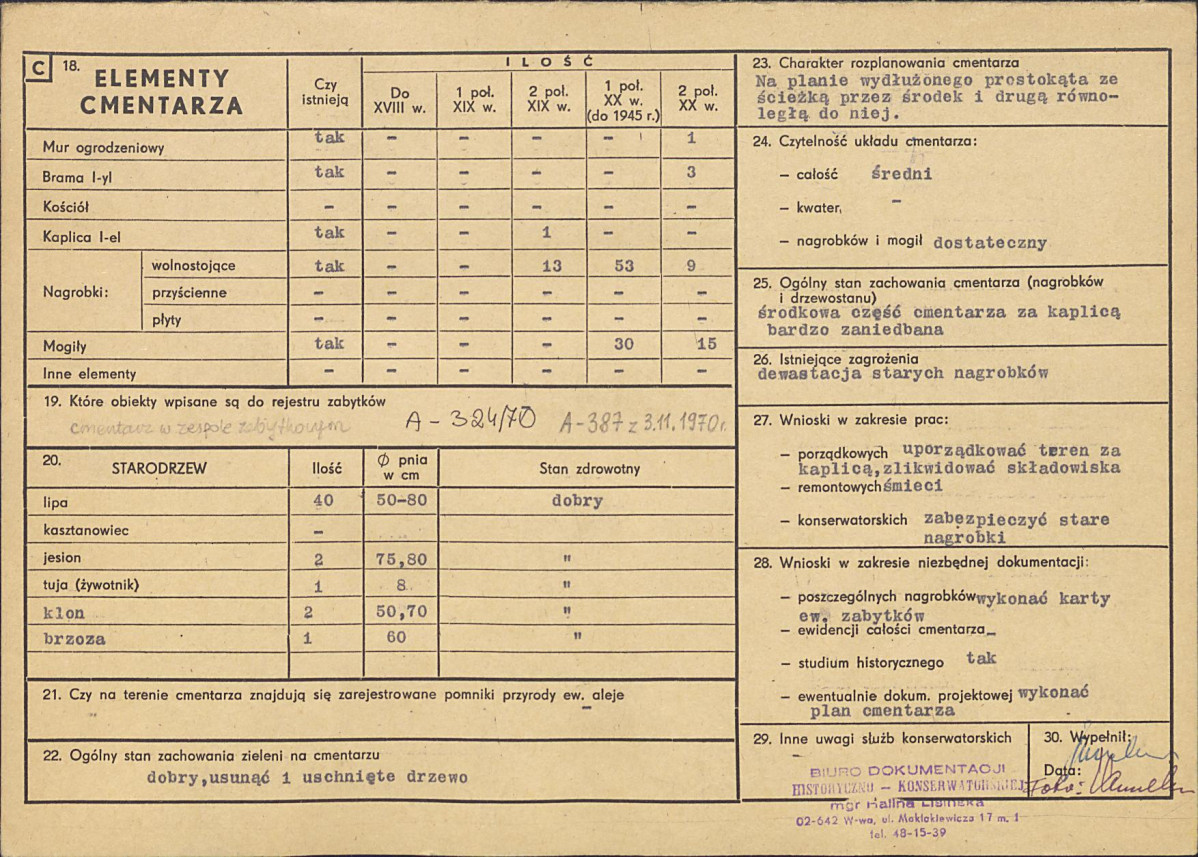 C 18. ELEMENTY CMENTARZA
Czy istnieją
ILOŚĆ
Do XVIII w.
1 poł. XIX w.
2 poł. XIX w.
1 poł. XX w. (do 1945 r.)
2 poł. XX w.
Mur ogrodzeniowy tak - - - - 1
Brama l-yl tak - - - - 3
Kościół - - - - - -
Kaplica l-el tak - - 1 - -
Nagrobki: wolnostojące tak - - 13 53 9
przyścienne - - - - - -
płyty - - - - - -
Mogiły tak - - - 30 15
Inne elementy - - - - - -
19. Które obiekty wpisane są do rejestru zabytków
cmentarz w zespole zabytkowym A - 324/70 A-387 z 3.11.1970r.
20. STARODRZEW Ilość Ø pnia w cm Stan zdrowotny
lipa 40 50-80 dobry
kasztanowiec -
jesion 2 75,80 "
tuja (żywotnik) 1 8 "
klon 2 50,70 "
brzoza 1 60 "
21. Czy na terenie cmentarza znajdują się zarejestrowane pomniki przyrody ew. aleje
-
22. Ogólny stan zachowania zieleni na cmentarzu
dobry,usunąć 1 uschnięte drzewo
23. Charakter rozplanowania cmentarza
Na planie wydłużonego prostokąta ze
ścieżką przez środek i drugą równo-
ległą do niej.
24. Czytelność układu cmentarza:
- całość średni
- kwater, -
- nagrobków i mogił dostateczny
25. Ogólny stan zachowania cmentarza (nagrobków
i drzewostanu)
środkowa część cmentarza za kaplicą
bardzo zaniedbana
26. Istniejące zagrożenia
dewastacja starych nagrobków
27. Wnioski w zakresie prac:
- porządkowych uporządkować teren za
kaplicą,zlikwidować składowiska
- remontowych śmieci
- konserwatorskich zabezpieczyć stare
nagrobki
28. Wnioski w zakresie niezbędnej dokumentacji:
- poszczególnych nagrobków wykonać karty
ew. zabytków
- ewidencji całości cmentarza -
- studium historycznego tak
- ewentualnie dokum. projektowej wykonać
plan cmentarza
29. Inne uwagi służb konserwatorskich
-
30. Wypełnił:
Data:
Foto:
BIURO DOKUMENTACJI
HISTORYCZNO - KONSERWATORSKIEJ
mgr Halina Lisińska
02-642 W-wa, ul. Maklakiewicza 17 m. 1
tel. 48-15-39